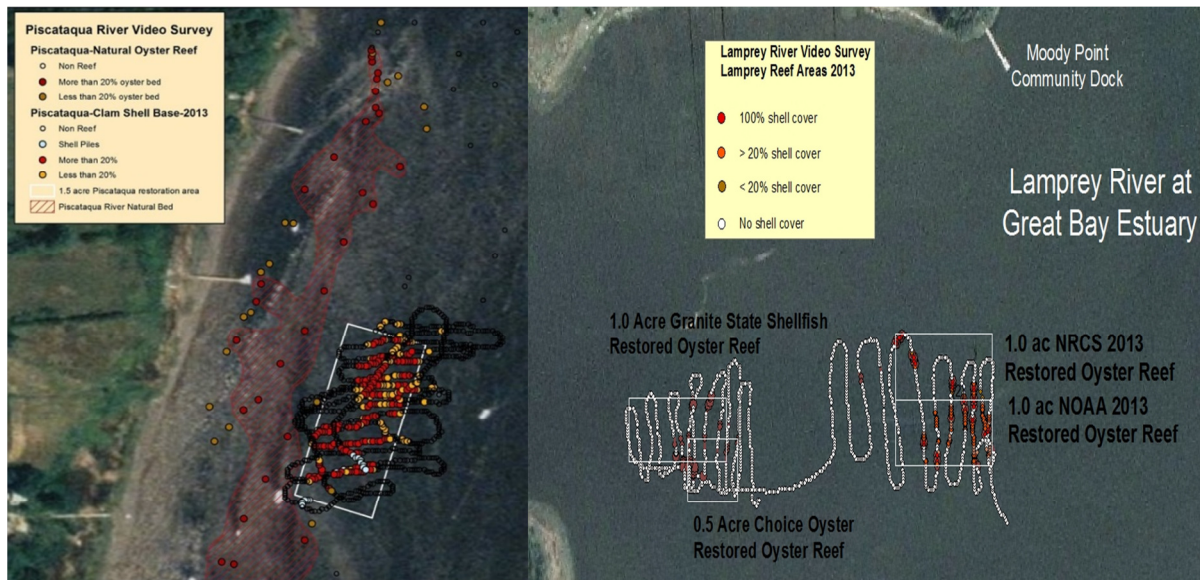 Piscataqua River Video Survey
Piscataqua-Natural Oyster Reef
Non Reef
More than 20% oyster bed
Less than 20% oyster bed
Piscataqua-Clam Shell Base-2013
Non Reef
Shell Piles
More than 20%
Less than 20%
1.5 acre Piscataqua restoration area
Piscataqua River Natural Bed
Lamprey River Video Survey
Lamprey Reef Areas 2013
100% shell cover
> 20% shell cover
< 20% shell cover
No shell cover
Moody Point
Community Dock
Lamprey River at
Great Bay Estuary
1.0 Acre Granite State Shellfish
Restored Oyster Reef
1.0 ac NRCS 2013
Restored Oyster Reef
1.0 ac NOAA 2013
Restored Oyster Reef
0.5 Acre Choice Oyster
Restored Oyster Reef